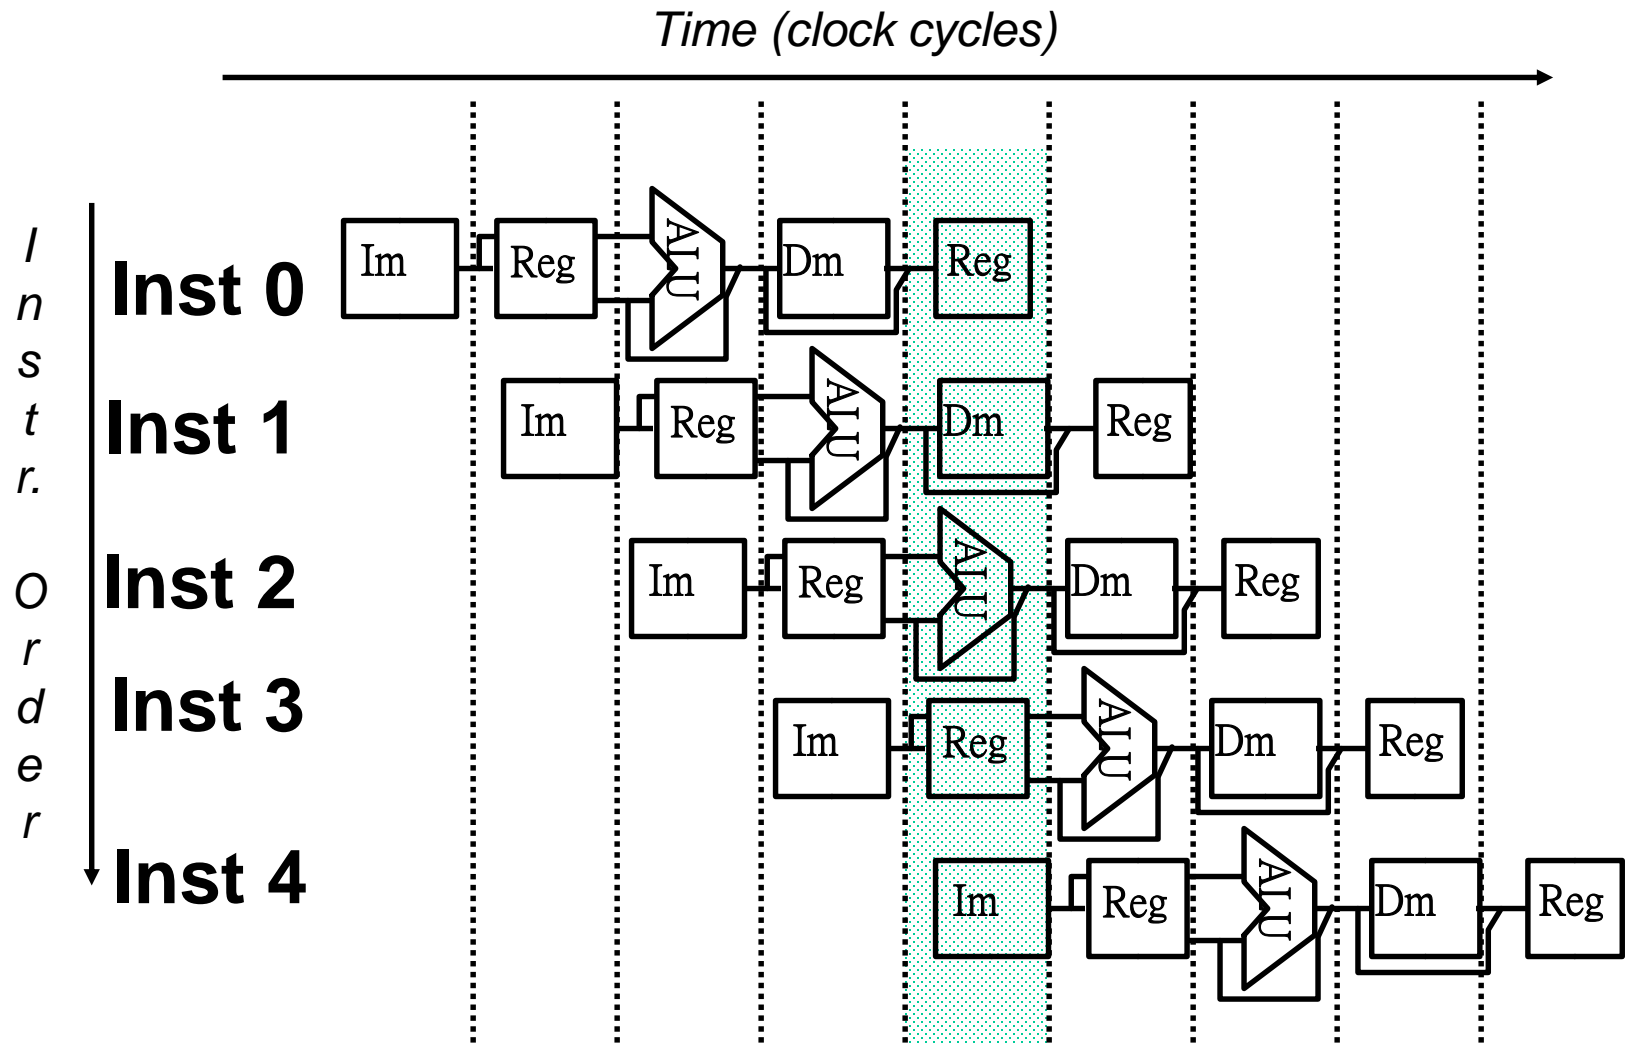 Time (clock cycles)
Instr. Order
Inst 0
Im
Reg
ALU
Dm
Reg
Inst 1
Im
Reg
ALU
Dm
Reg
Inst 2
Im
Reg
ALU
Dm
Reg
Inst 3
Im
Reg
ALU
Dm
Reg
Inst 4
Im
Reg
ALU
Dm
Reg